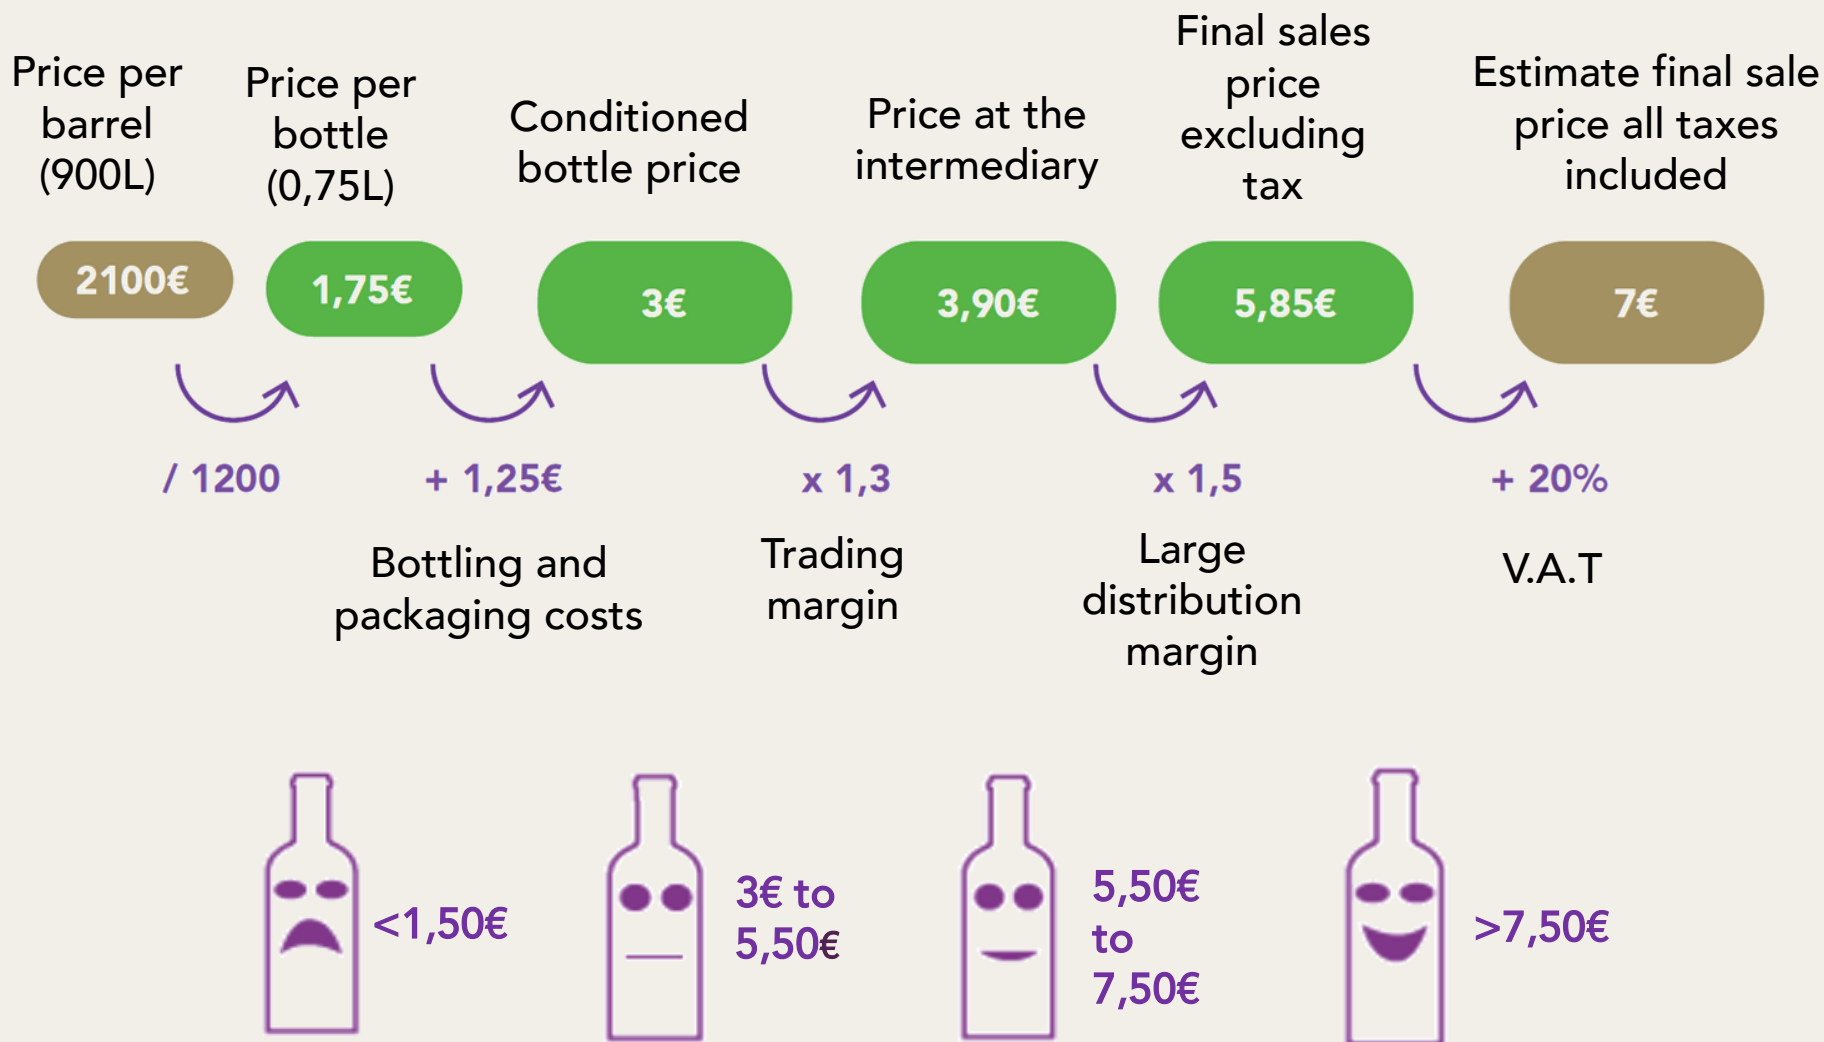 Price per
barrel
(900L)
Price per
bottle
(0,75L)
Conditioned
bottle price
Price at the
intermediary
Final sales
price
excluding
tax
Estimate final sale
price all taxes
included
2100€
1,75€
3€
3,90€
5,85€
7€
/ 1200
+ 1,25€
x 1,3
x 1,5
+ 20%
Bottling and
packaging costs
Trading
margin
Large
distribution
margin
V.A.T
<1,50€
3€ to
5,50€
5,50€
to
7,50€
>7,50€